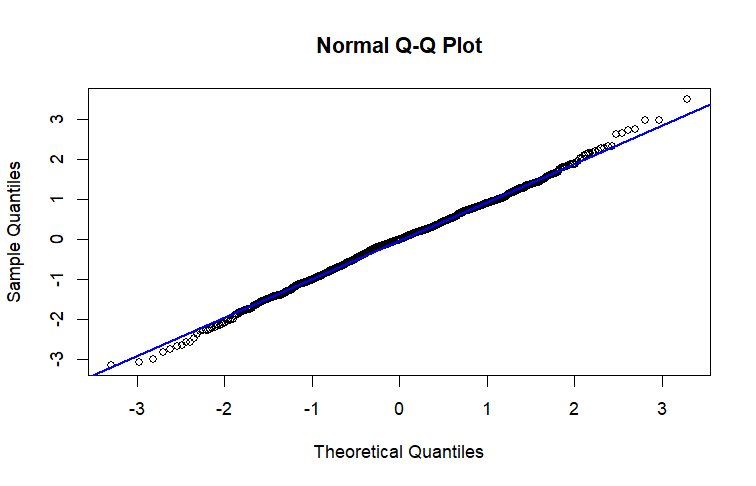 Normal Q-Q Plot
Sample Quantiles
3
2
1
0
-1
-2
-3
-3 -2 -1 0 1 2 3
Theoretical Quantiles